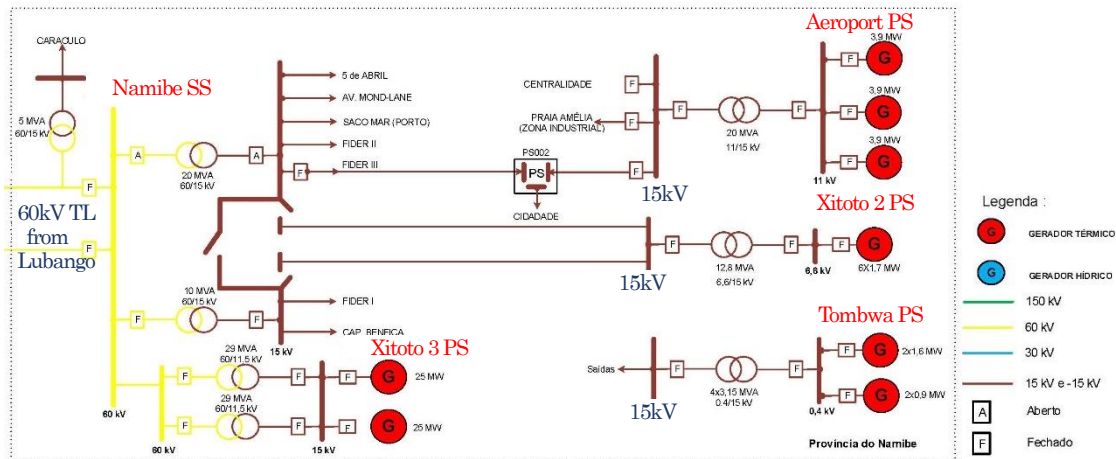 CARACULO
5 MVA
60/15 kV
F
60kV TL
from
Lubango
F
Namibe SS
A
20 MVA
60/15 kV
A
5 de ABRIL
AV. MOND-LANE
SACO MAR (PORTO)
FIDER II
F
FIDER III
PS002
PS
CIDADADE
F
10 MVA
60/15 kV
A
FIDER I
CAP. BENFICA
15 kV
60 kV
Xitoto 3 PS
F
29 MVA
60/11,5 kV
F
F
G
25 MW
F
29 MVA
60/11,5 kV
F
F
G
25 MW
60 kV
15 kV
Aeroport PS
CENTRALIDADE
F
PRAIA AMÉLIA
(ZONA INDUSTRIAL)
F
F
15kV
F
20 MVA
11/15 kV
F
11 kV
3,9 MW
F
G
3,9 MW
F
G
3,9 MW
F
G
Xitoto 2 PS
15kV
F
12,8 MVA
6,6/15 kV
F
6,6 kV
F
G
6X1,7 MW
Tombwa PS
Saídas
15kV
F
4x3,15 MVA
0.4/15 kV
F
0,4 kV
F
G
2x1,6 MW
F
G
2x0,9 MW
Província do Namibe
Legenda :
G
GERADOR TÉRMICO
G
GERADOR HÍDRICO
150 kV
60 kV
30 kV
15 kV e -15 kV
A
Aberto
F
Fechado